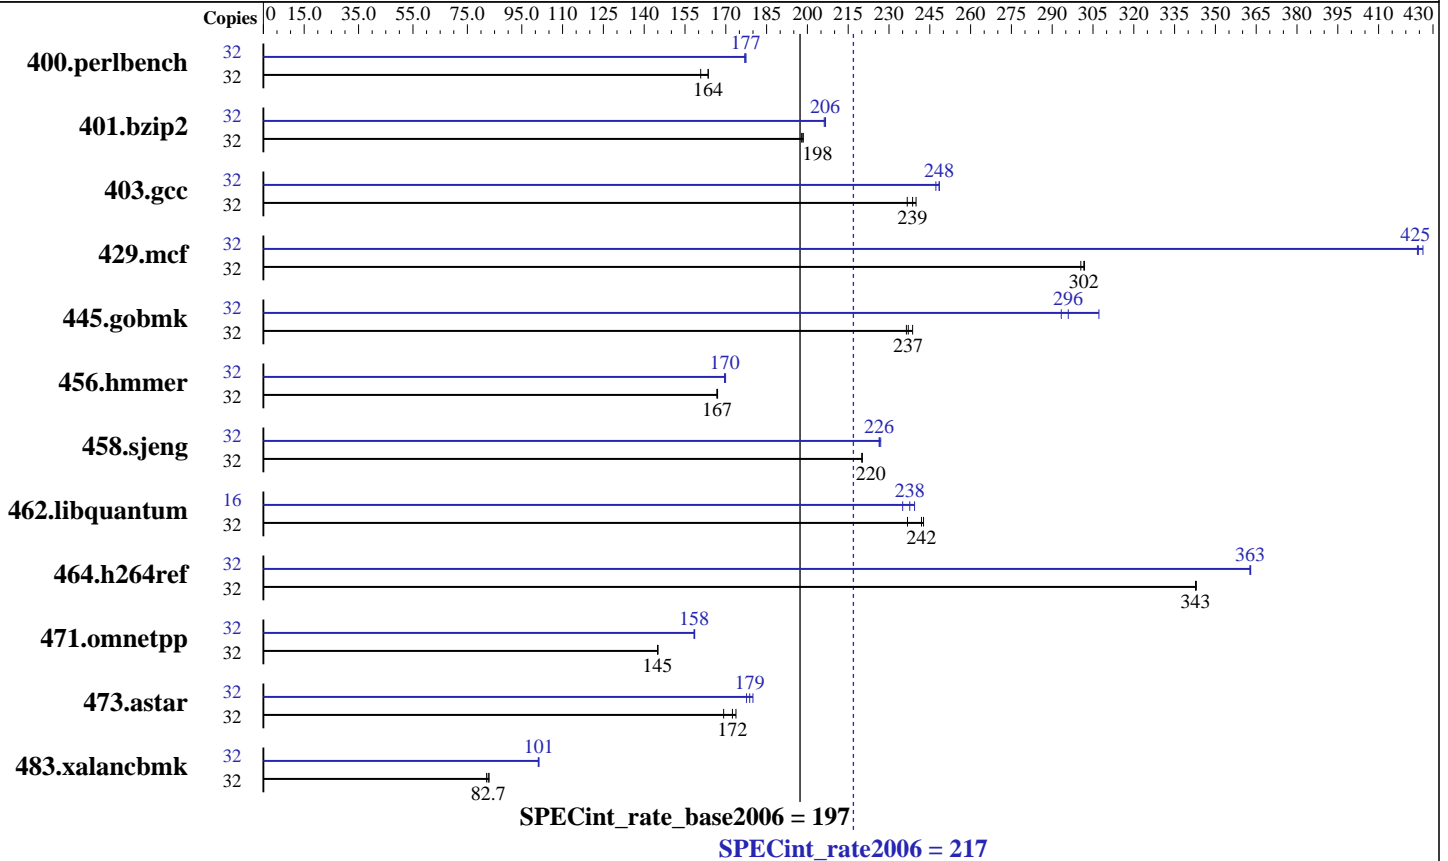 Copies 0 15.0 35.0 55.0 75.0 95.0 110 125 140 155 170 185 200 215 230 245 260 275 290 305 320 335 350 365 380 395 410 430
400.perlbench 32 177
32 164
401.bzip2 32 206
32 198
403.gcc 32 248
32 239
429.mcf 32 425
32 302
445.gobmk 32 296
32 237
456.hmmer 32 170
32 167
458.sjeng 32 226
32 220
462.libquantum 16 238
32 242
464.h264ref 32 363
32 343
471.omnetpp 32 158
32 145
473.astar 32 179
32 172
483.xalancbmk 32 101
32 82.7
SPECint_rate_base2006 = 197
SPECint_rate2006 = 217